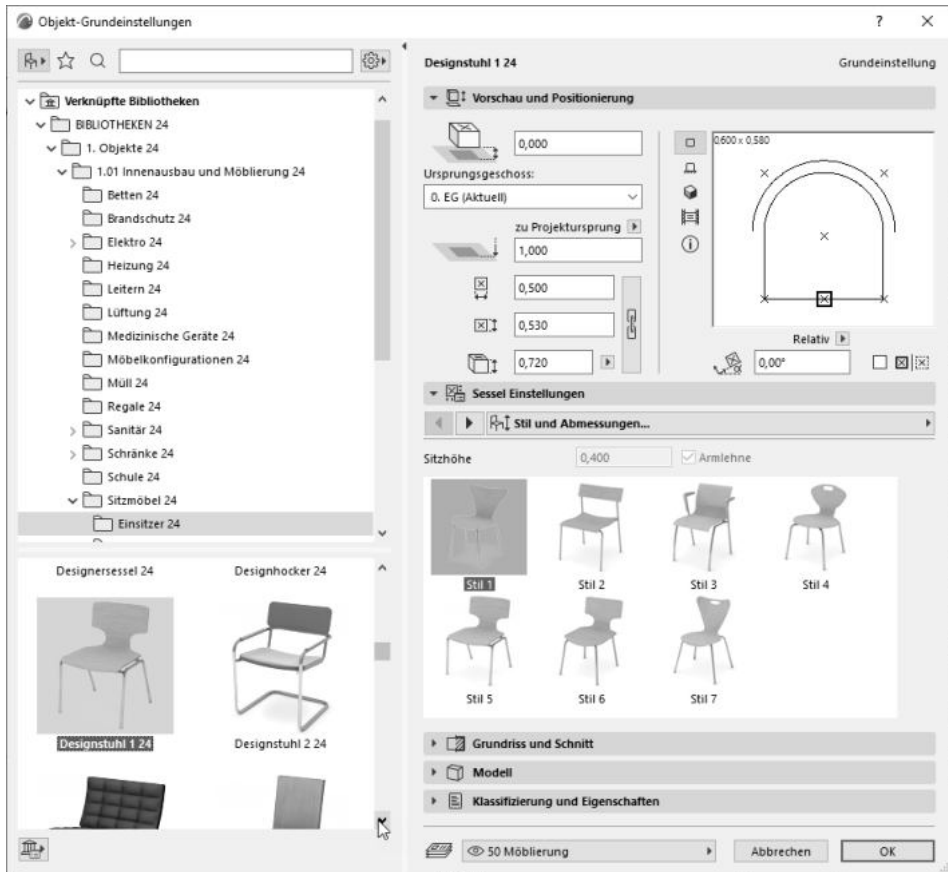 Objekt-Grundeinstellungen
?
Verknüpfte Bibliotheken
BIBLIOTHEKEN 24
1. Objekte 24
1.01 Innenausbau und Möblierung 24
Betten 24
Brandschutz 24
Elektro 24
Heizung 24
Leitern 24
Lüftung 24
Medizinische Geräte 24
Möbelkonfigurationen 24
Müll 24
Regale 24
Sanitär 24
Schränke 24
Schule 24
Sitzmöbel 24
Einsitzer 24
Designersessel 24
Designhocker 24
Designstuhl 1 24
Designstuhl 2 24
Designstuhl 1 24
Grundeinstellung
Vorschau und Positionierung
0,000
Ursprungsgeschoss:
0. EG (Aktuell)
zu Projektursprung
1,000
0,500
0,530
0,720
0,600 x 0,580
Relativ
α
0,00°
Sessel Einstellungen
Stil und Abmessungen...
Sitzhöhe
0,400
Armlehne
Stil 1
Stil 2
Stil 3
Stil 4
Stil 5
Stil 6
Stil 7
Grundriss und Schnitt
Modell
Klassifizierung und Eigenschaften
50 Möblierung
Abbrechen
OK